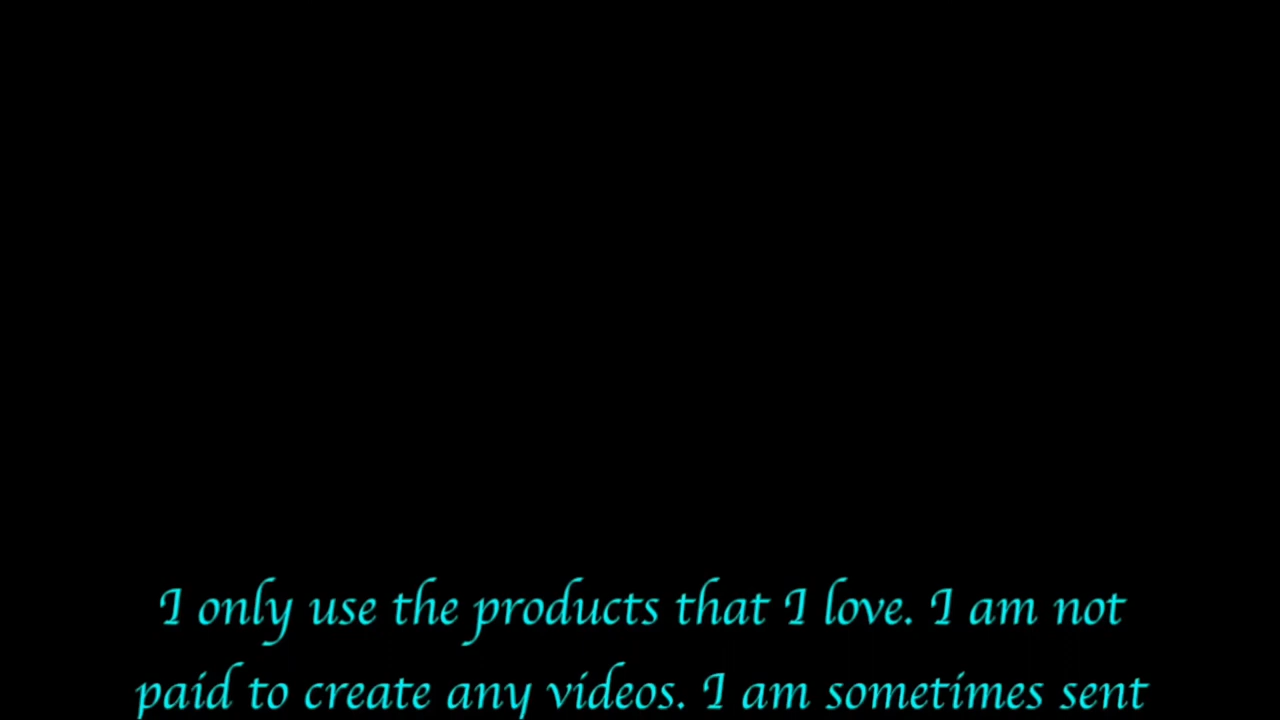 I only use the products that I love. I am not
paid to create any videos. I am sometimes sent